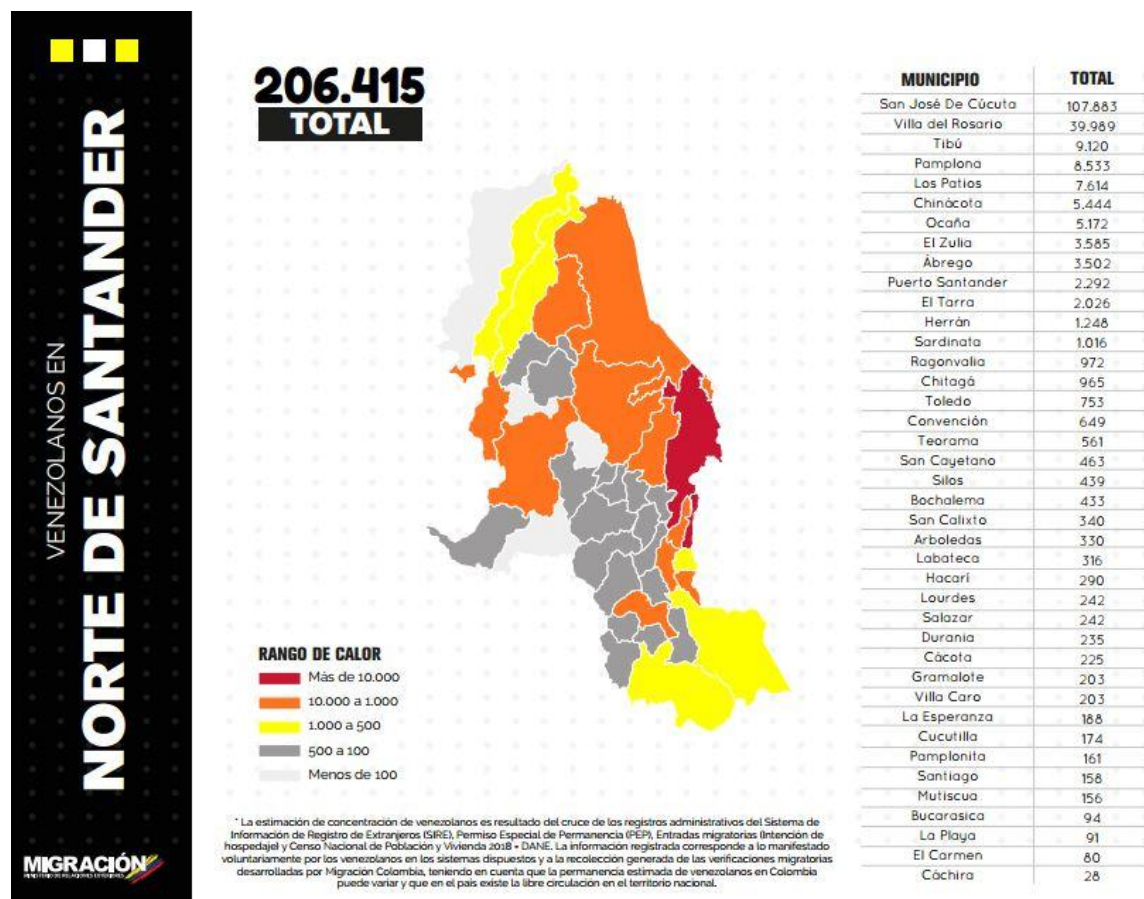 VENEZOLANOS EN
NORTE DE SANTANDER
MIGRACIÓN
MINISTERIO DE RELACIONES EXTERIORES
206.415
TOTAL
RANGO DE CALOR
Más de 10.000
10.000 a 1.000
1.000 a 500
500 a 100
Menos de 100
* La estimación de concentración de venezolanos es resultado del cruce de los registros administrativos del Sistema de
Información de Registro de Extranjeros (SIRE), Permiso Especial de Permanencia (PEP), Entradas migratorias (Intención de
hospedaje) y Censo Nacional de Población y Vivienda 2018 - DANE. La información registrada corresponde a lo manifestado
voluntariamente por los venezolanos en los sistemas dispuestos y a la recolección generada de las verificaciones migratorias
desarrolladas por Migración Colombia, teniendo en cuenta que la permanencia estimada de venezolanos en Colombia
puede variar y que en el país existe la libre circulación en el territorio nacional.
MUNICIPIO TOTAL
San José De Cúcuta 107.883
Villa del Rosario 39.989
Tibú 9.120
Pamplona 8.533
Los Patios 7.614
Chinácota 5.444
Ocaña 5.172
El Zulia 3.585
Ábrego 3.502
Puerto Santander 2.292
El Tarra 2.026
Herrán 1.248
Sardinata 1.016
Ragonvalia 972
Chitagá 965
Toledo 753
Convención 649
Teorama 561
San Cayetano 463
Silos 439
Bochalema 433
San Calixto 340
Arboledas 330
Labateca 316
Hacarí 290
Lourdes 242
Salazar 242
Durania 235
Cácota 225
Gramalote 203
Villa Caro 203
La Esperanza 188
Cucutilla 174
Pamplonita 161
Santiago 158
Mutiscua 156
Bucarasica 94
La Playa 91
El Carmen 80
Cáchira 28